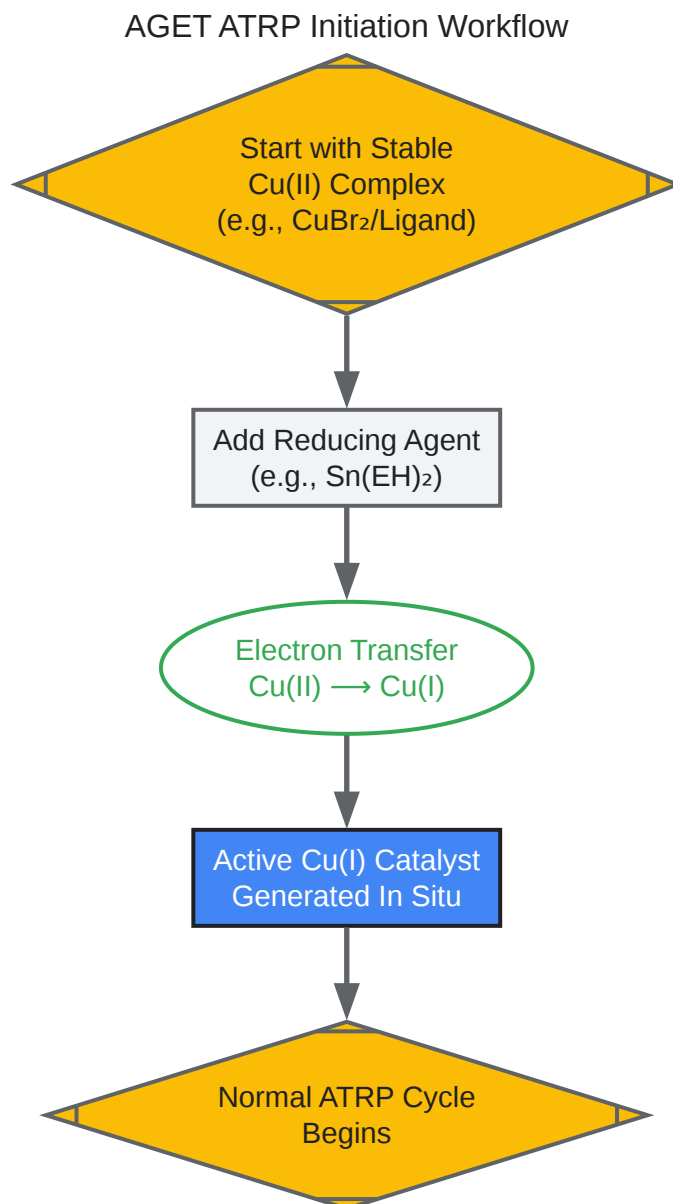 AGET ATRP Initiation Workflow
Start with Stable
Cu(II) Complex
(e.g., CuBr₂/Ligand)
Add Reducing Agent
(e.g., Sn(EH)₂)
Electron Transfer
Cu(II) ⟶ Cu(I)
Active Cu(I) Catalyst
Generated In Situ
Normal ATRP Cycle
Begins